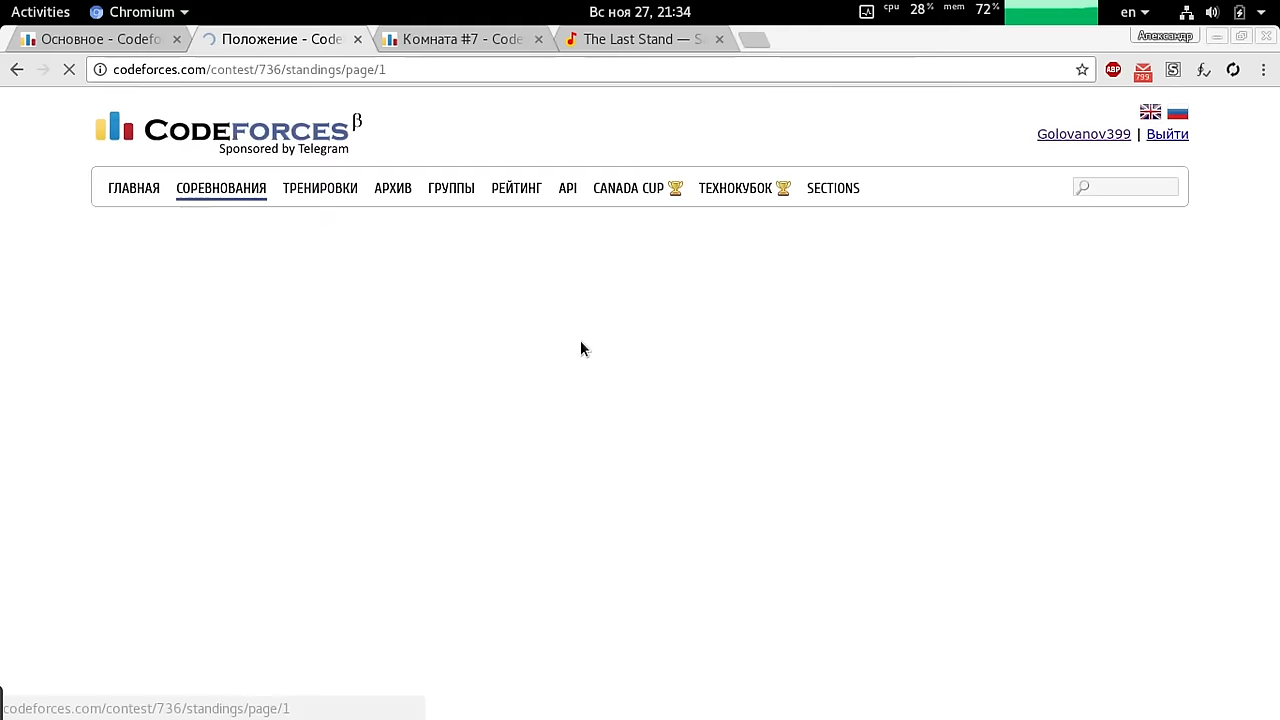 Activities Chromium Вс ноя 27, 21:34 cpu 28% mem 72% en
Основное - Codefo Положение - Code Комната #7 - Code The Last Stand — S Александр
codeforces.com/contest/736/standings/page/1 ABP 799 S
CODEFORCES β
Sponsored by Telegram
Golovanov399 | Выйти
ГЛАВНАЯ СОРЕВНОВАНИЯ ТРЕНИРОВКИ АРХИВ ГРУППЫ РЕЙТИНГ API CANADA CUP ТЕХНОКУБОК SECTIONS
codeforces.com/contest/736/standings/page/1